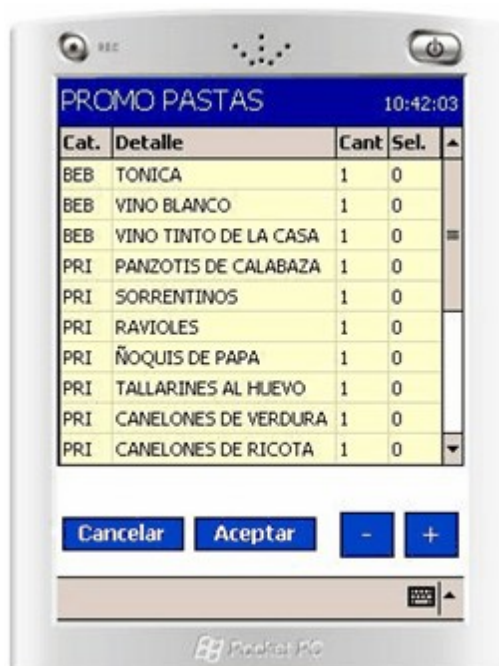 REC
PROMO PASTAS 10:42:03
Cat. Detalle Cant Sel.
BEB TONICA 1 0
BEB VINO BLANCO 1 0
BEB VINO TINTO DE LA CASA 1 0
PRI PANZOTIS DE CALABAZA 1 0
PRI SORRENTINOS 1 0
PRI RAVIOLES 1 0
PRI ÑOQUIS DE PAPA 1 0
PRI TALLARINES AL HUEVO 1 0
PRI CANELONES DE VERDURA 1 0
PRI CANELONES DE RICOTA 1 0
Cancelar Aceptar - +
Pocket PC